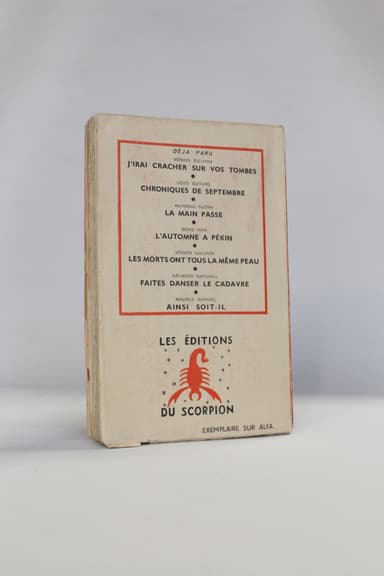 DÉJA PARU
VERNON SULLIVAN
J'IRAI CRACHER SUR VOS TOMBES
LOUIS GUITARD
CHRONIQUES DE SEPTEMBRE
RAYMOND GUÉRIN
LA MAIN PASSE
BORIS VIAN
L'AUTOMNE A PÉKIN
VERNON SULLIVAN
LES MORTS ONT TOUS LA MÊME PEAU
RAYMOND MARSHALL
FAITES DANSER LE CADAVRE
MAURICE RAPHAËL
AINSI SOIT-IL
LES ÉDITIONS
DU SCORPION
EXEMPLAIRE SUR ALFA